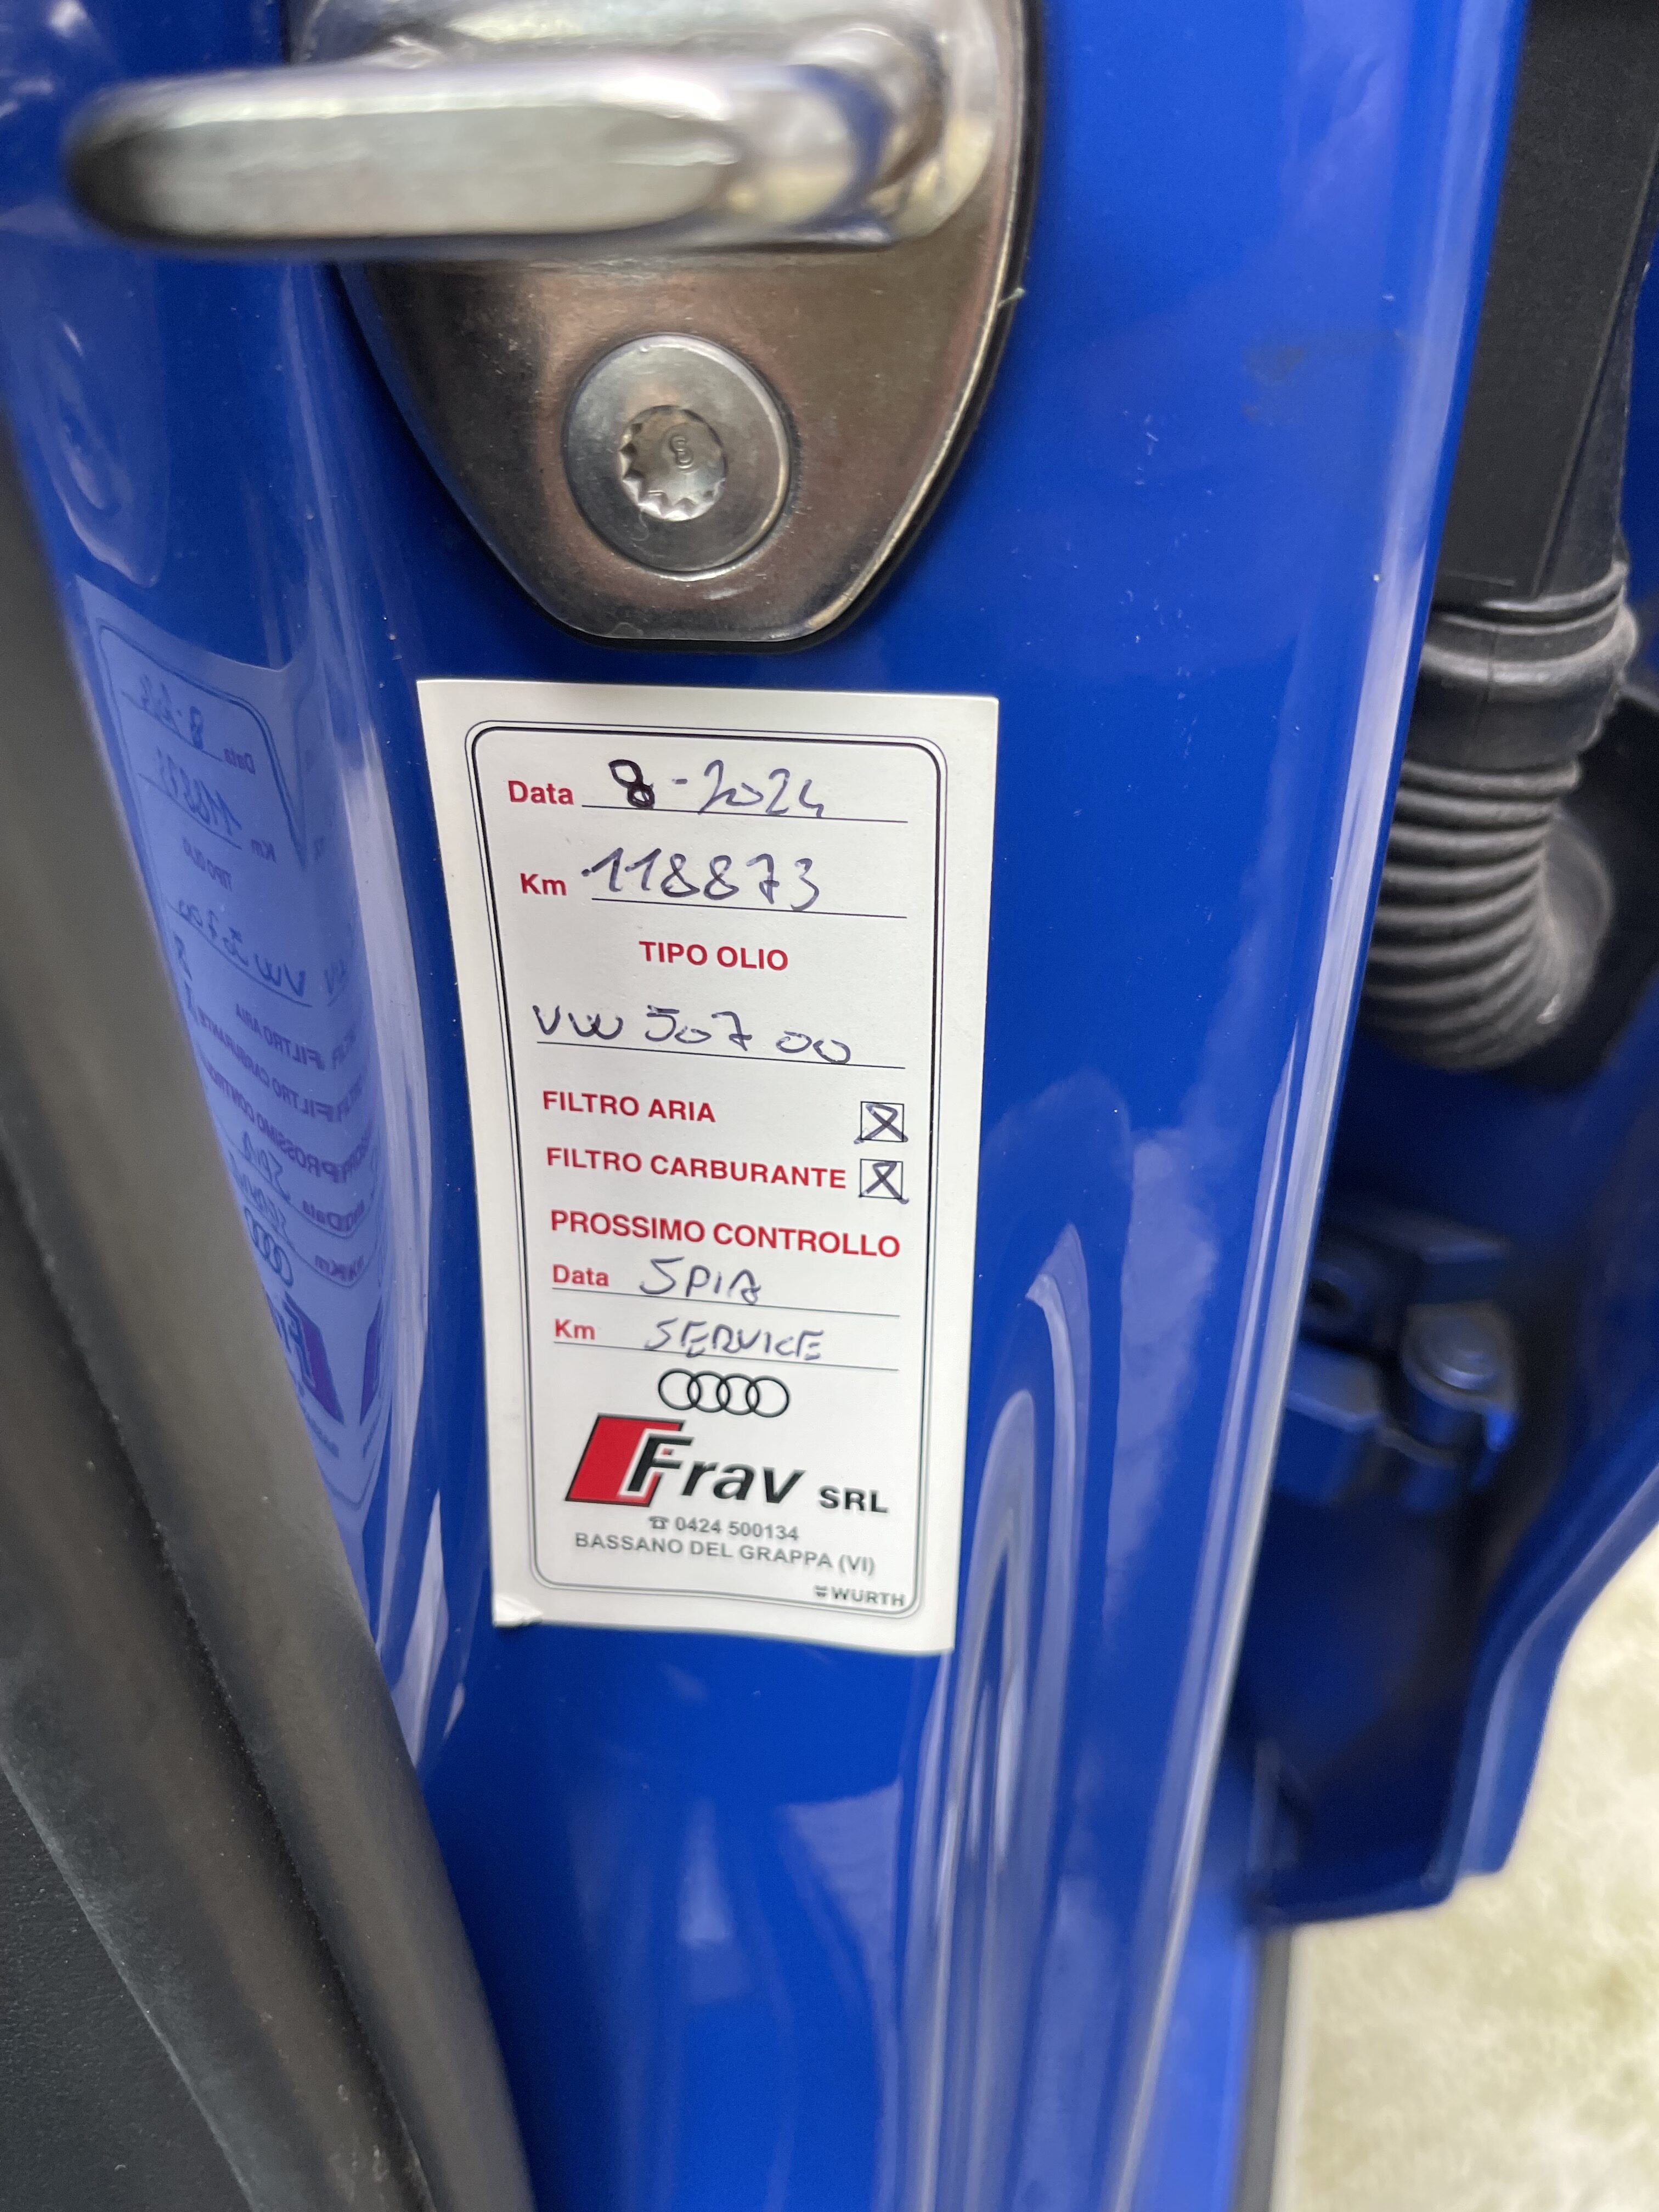 Data 8-2024
Km 118873
TIPO OLIO
VW 507 00
FILTRO ARIA X
FILTRO CARBURANTE X
PROSSIMO CONTROLLO
Data SPIA
Km SERVICE
Frav SRL
☎ 0424 500134
BASSANO DEL GRAPPA (VI)
WURTH